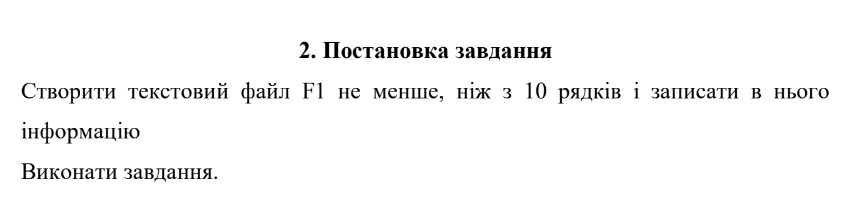 2. Постановка завдання
Створити текстовий файл F1 не менше, ніж з 10 рядків і записати в нього
інформацію
Виконати завдання.